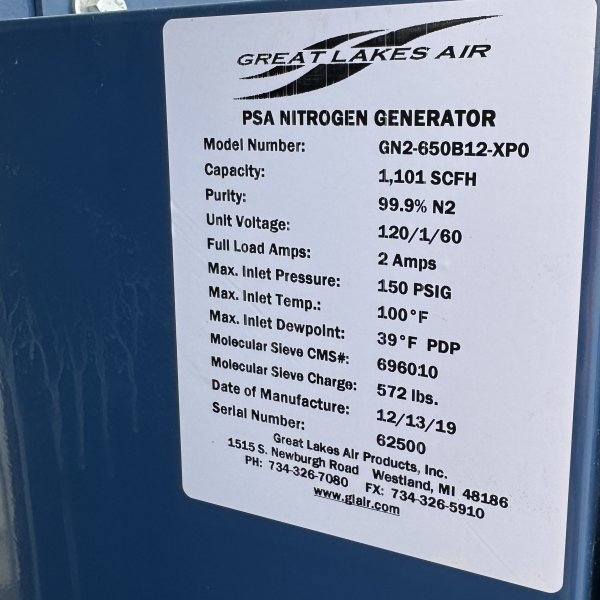 GREAT LAKES AIR
PSA NITROGEN GENERATOR
Model Number: GN2-650B12-XP0
Capacity: 1,101 SCFH
Purity: 99.9% N2
Unit Voltage: 120/1/60
Full Load Amps: 2 Amps
Max. Inlet Pressure: 150 PSIG
Max. Inlet Temp.: 100°F
Max. Inlet Dewpoint: 39°F PDP
Molecular Sieve CMS#: 696010
Molecular Sieve Charge: 572 lbs.
Date of Manufacture: 12/13/19
Serial Number: 62500
Great Lakes Air Products, Inc.
1515 S. Newburgh Road Westland, MI 48186
PH: 734-326-7080 FX: 734-326-5910
www.glair.com